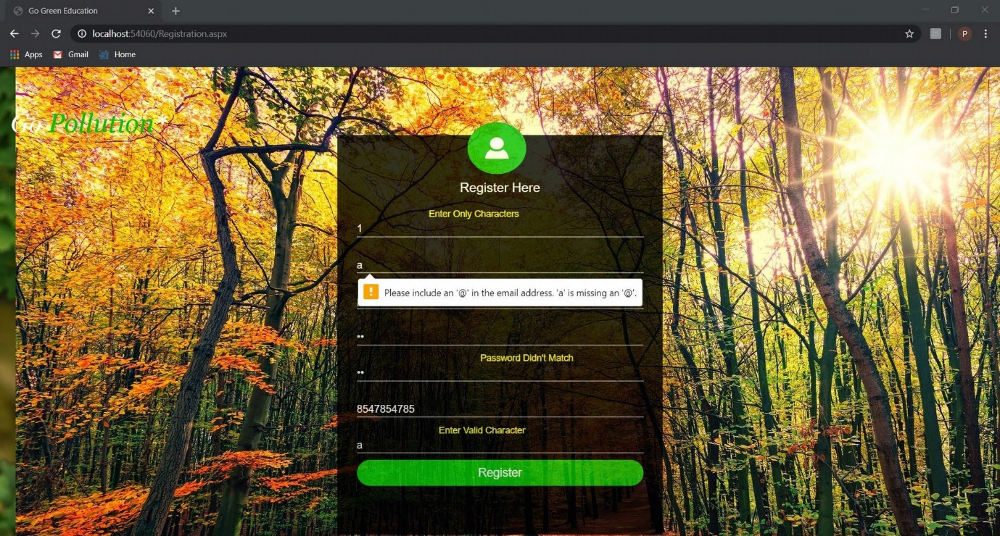 Go Green Education
localhost:54060/Registration.aspx
P
Apps Gmail Home
Go Pollution*
Register Here
Enter Only Characters
1
a
Please include an '@' in the email address. 'a' is missing an '@'.
••
Password Didn't Match
••
8547854785
Enter Valid Character
a
Register